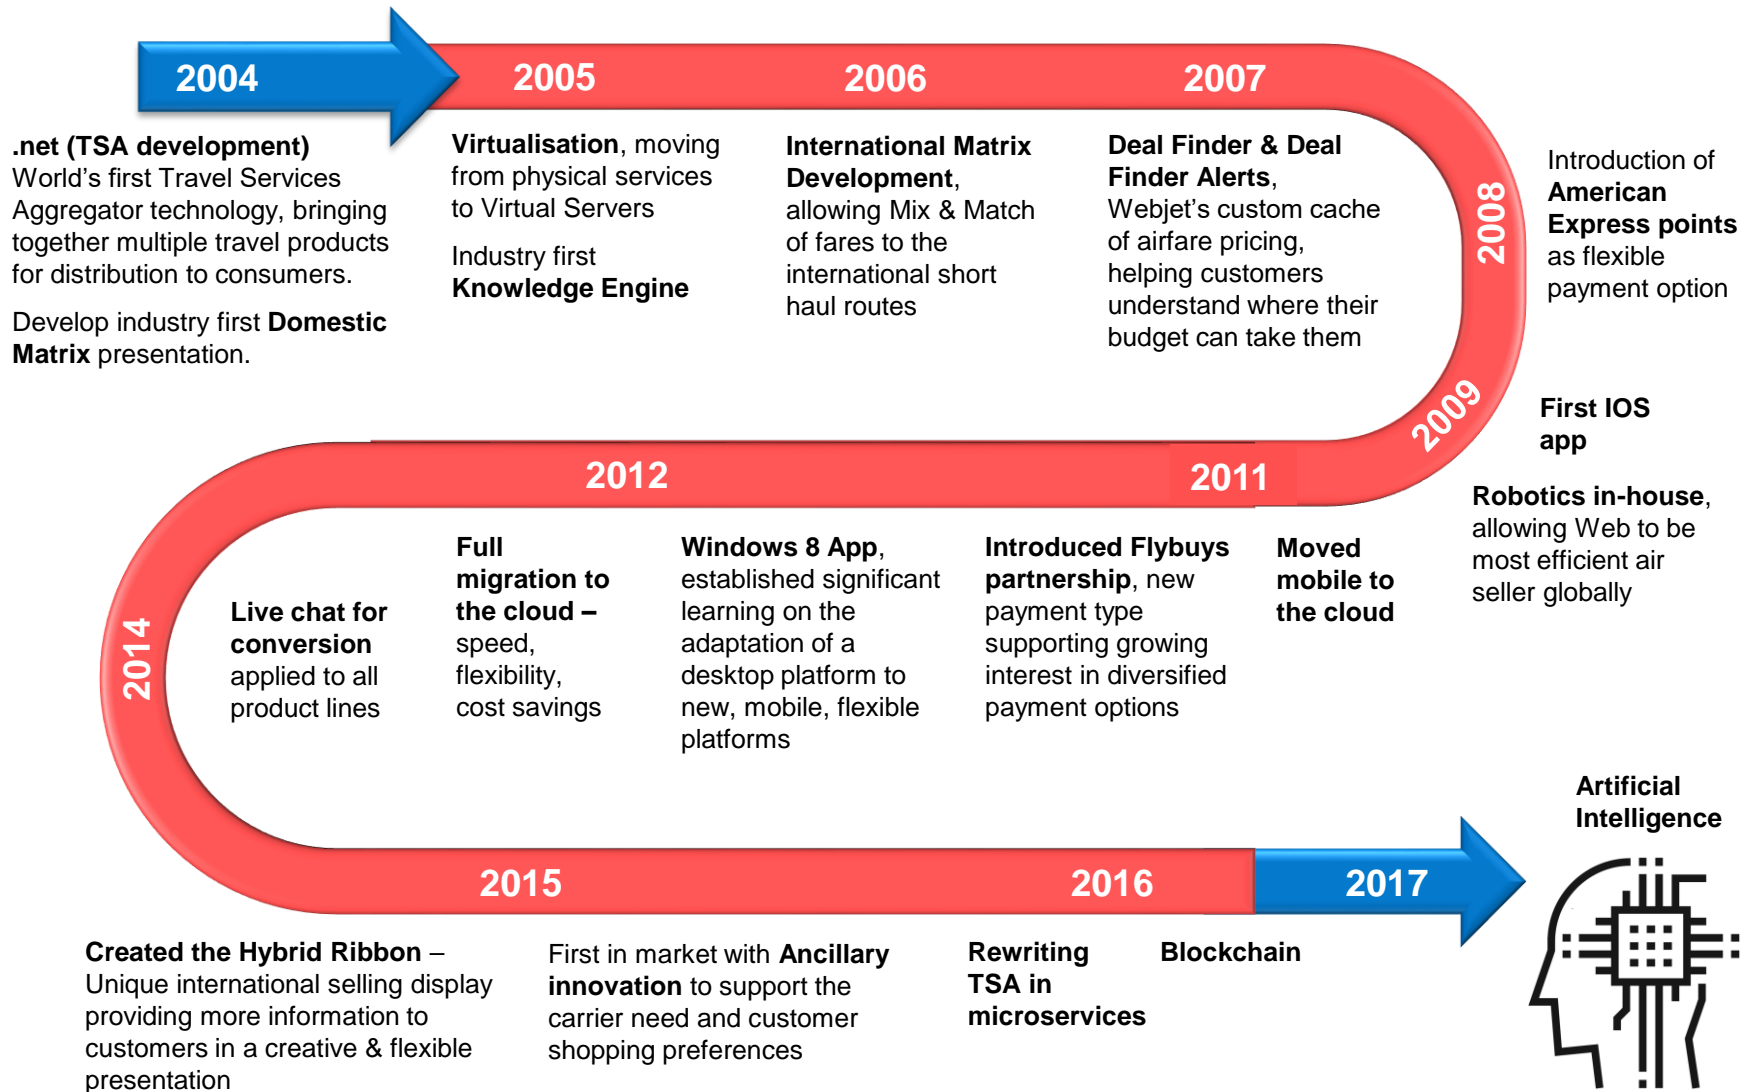 2004
2005
2006
2007
.net (TSA development)
World's first Travel Services
Aggregator technology, bringing
together multiple travel products
for distribution to consumers.
Develop industry first Domestic
Matrix presentation.
Virtualisation, moving
from physical services
to Virtual Servers
Industry first
Knowledge Engine
International Matrix
Development,
allowing Mix & Match
of fares to the
international short
haul routes
Deal Finder & Deal
Finder Alerts,
Webjet's custom cache
of airfare pricing,
helping customers
understand where their
budget can take them
2008
Introduction of
American
Express points
as flexible
payment option
2009
First IOS
app
Robotics in-house,
allowing Web to be
most efficient air
seller globally
2011
Moved
mobile to
the cloud
Introduced Flybuys
partnership, new
payment type
supporting growing
interest in diversified
payment options
2012
Windows 8 App,
established significant
learning on the
adaptation of a
desktop platform to
new, mobile, flexible
platforms
Full
migration to
the cloud –
speed,
flexibility,
cost savings
2014
Live chat for
conversion
applied to all
product lines
2015
2016
2017
Created the Hybrid Ribbon –
Unique international selling display
providing more information to
customers in a creative & flexible
presentation
First in market with Ancillary
innovation to support the
carrier need and customer
shopping preferences
Rewriting
TSA in
microservices
Blockchain
Artificial
Intelligence